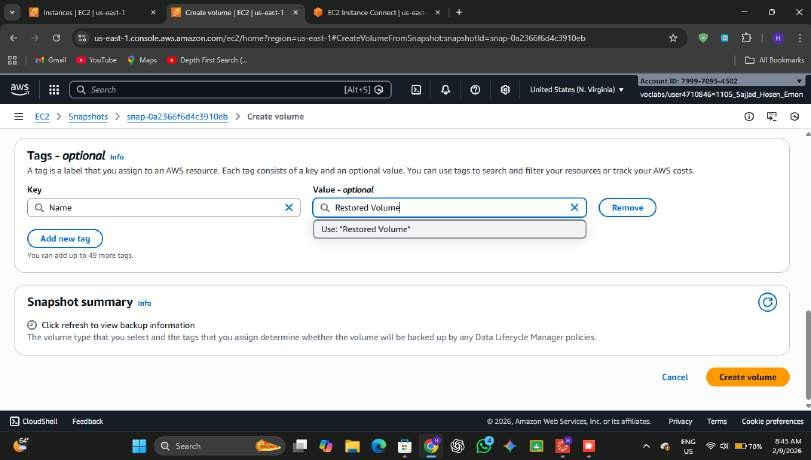 Instances | EC2 | us-east-1
Create volume | EC2 | us-east-1
EC2 Instance Connect | us-east-
us-east-1.console.aws.amazon.com/ec2/home?region=us-east-1#CreateVolumeFromSnapshot:snapshotId=snap-0a2366f6d4c3910eb
H
Gmail
YouTube
Maps
Depth First Search (...
All Bookmarks
aws
Search
[Alt+S]
United States (N. Virginia)
Account ID: 7999-7095-4502
voclabs/user4710846=1105_Sajjad_Hosen_Emon
EC2 > Snapshots > snap-0a2366f6d4c3910eb > Create volume
Tags - optional Info
A tag is a label that you assign to an AWS resource. Each tag consists of a key and an optional value. You can use tags to search and filter your resources or track your AWS costs.
Key
Value - optional
Name
Restored Volume
Remove
Use: "Restored Volume"
Add new tag
You can add up to 49 more tags.
Snapshot summary Info
Click refresh to view backup information
The volume type that you select and the tags that you assign determine whether the volume will be backed up by any Data Lifecycle Manager policies.
Cancel
Create volume
CloudShell
Feedback
© 2026, Amazon Web Services, Inc. or its affiliates.
Privacy
Terms
Cookie preferences
64°
Search
4
ENG
US
70%
8:45 AM
2/9/2026